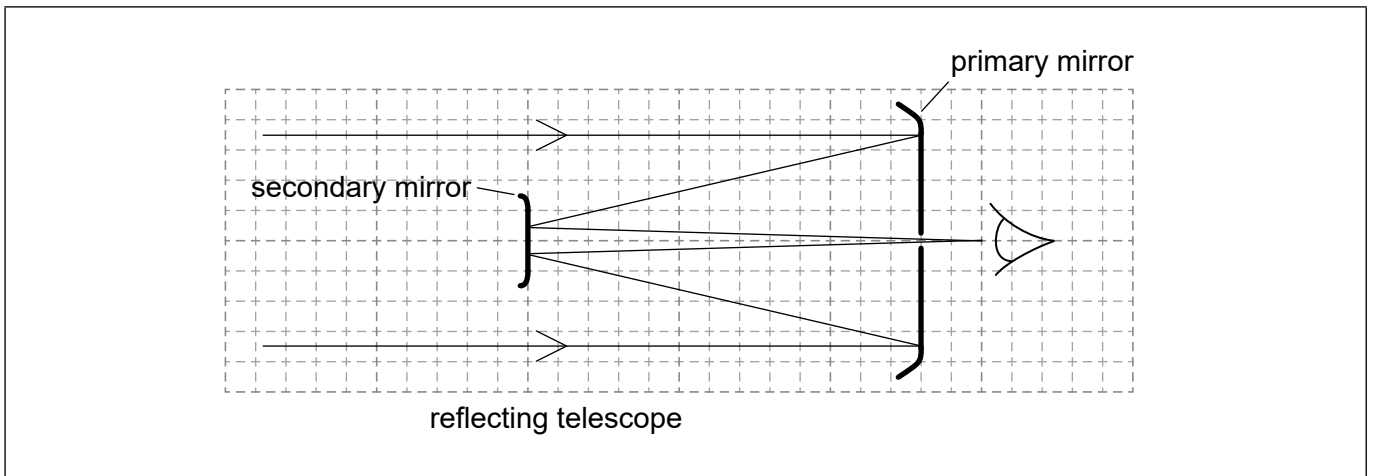 primary mirror
secondary mirror
reflecting telescope